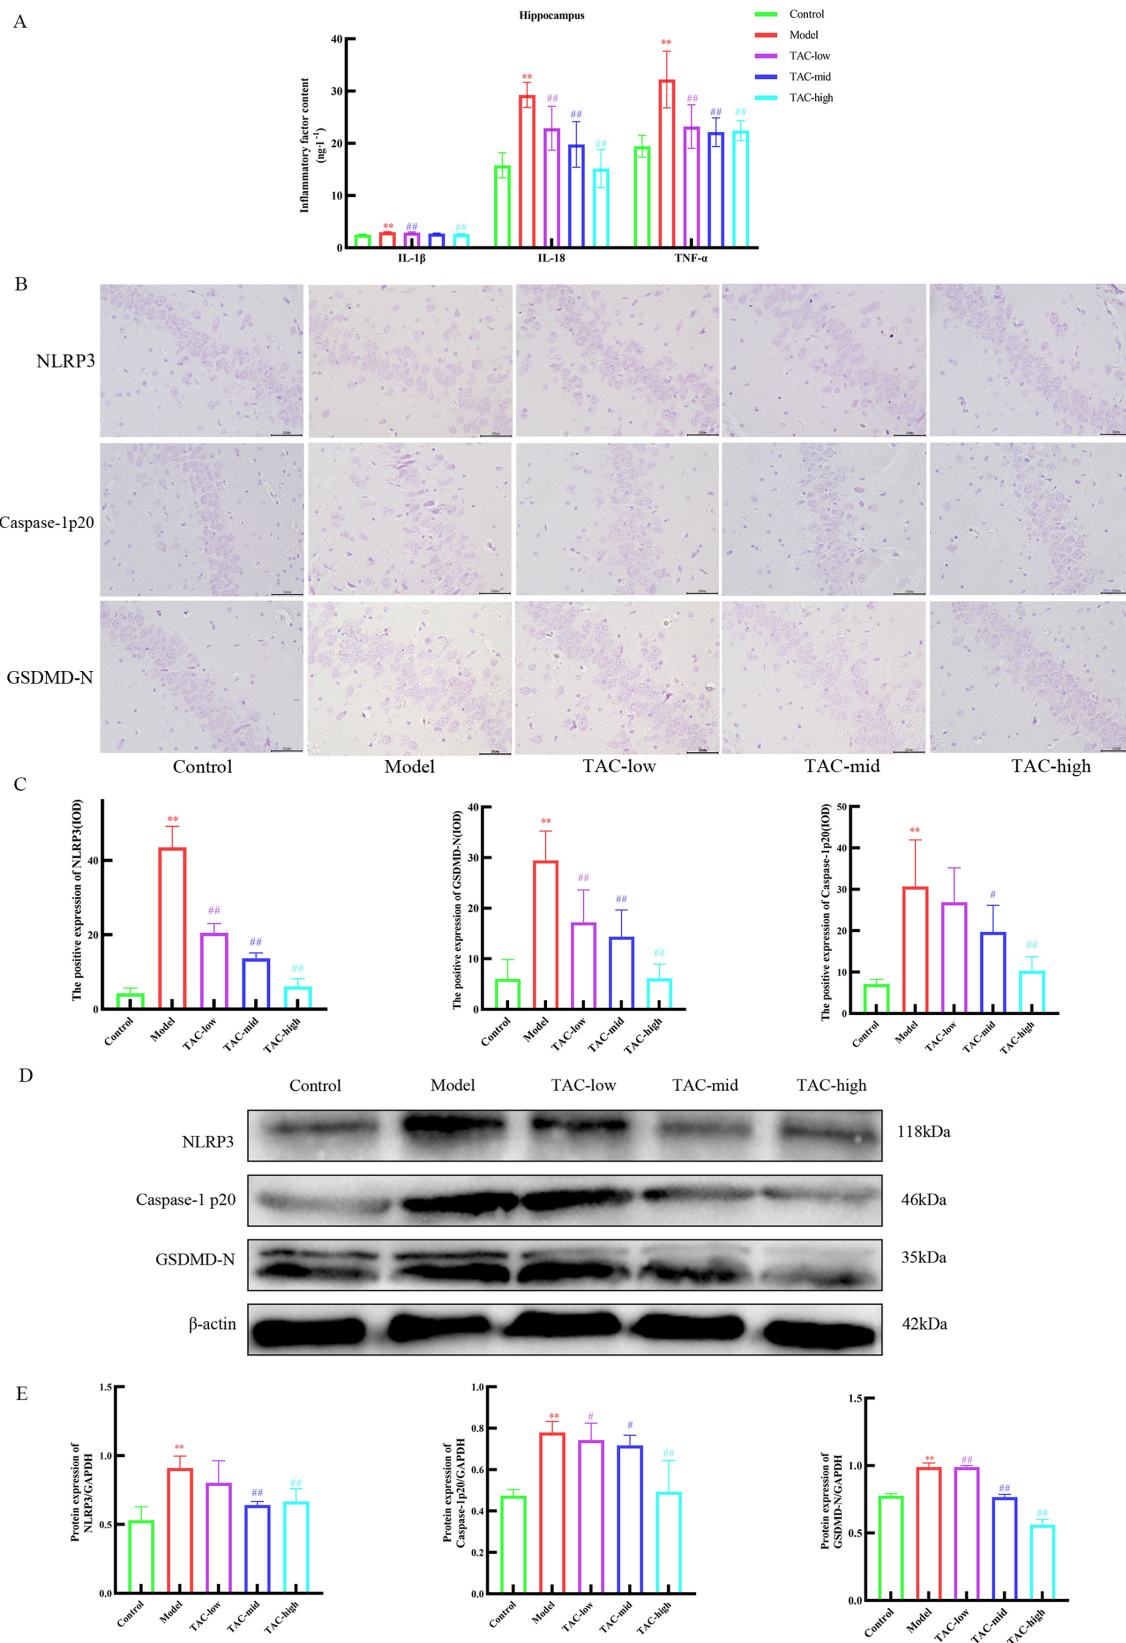 A
Hippocampus
Control
Model
TAC-low
TAC-mid
TAC-high
Inflammatory factor content
(ng·l⁻¹)
40
30
20
10
0
**
##
##
**
##
##
##
**
##
##
##
IL-1β
IL-18
TNF-α
B
NLRP3
Caspase-1p20
GSDMD-N
Control
Model
TAC-low
TAC-mid
TAC-high
C
The positive expression of NLRP3(IOD)
40
20
0
**
##
##
##
Control
Model
TAC-low
TAC-mid
TAC-high
The positive expression of GSDMD-N(IOD)
40
30
20
10
0
**
##
##
##
Control
Model
TAC-low
TAC-mid
TAC-high
The positive expression of Caspase-1p20(IOD)
50
40
30
20
10
0
**
#
##
Control
Model
TAC-low
TAC-mid
TAC-high
D
Control
Model
TAC-low
TAC-mid
TAC-high
NLRP3
118kDa
Caspase-1 p20
46kDa
GSDMD-N
35kDa
β-actin
42kDa
E
Protein expression of
NLRP3/GAPDH
1.5
1.0
0.5
0.0
**
##
##
Control
Model
TAC-low
TAC-mid
TAC-high
Protein expression of
Caspase-1p20/GAPDH
1.0
0.8
0.6
0.4
0.2
0.0
**
#
#
##
Control
Model
TAC-low
TAC-mid
TAC-high
Protein expression of
GSDMD-N/GAPDH
1.5
1.0
0.5
0.0
**
##
##
##
Control
Model
TAC-low
TAC-mid
TAC-high